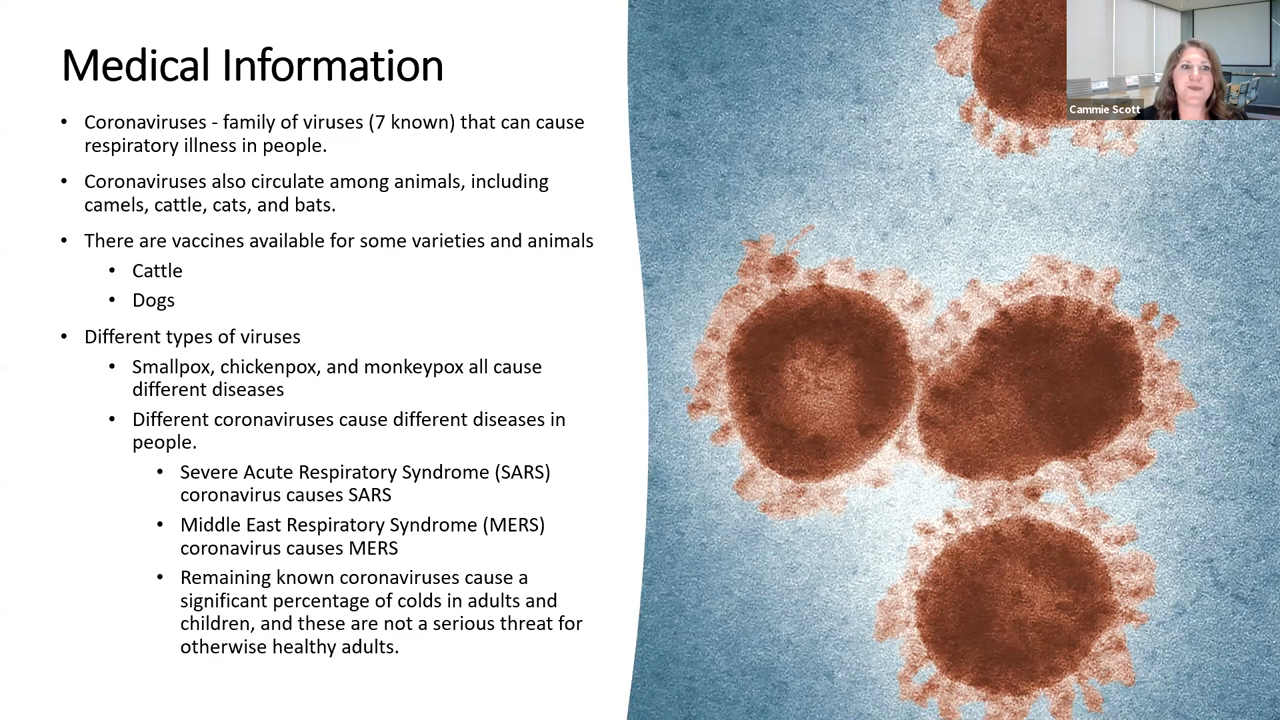 Medical Information
• Coronaviruses - family of viruses (7 known) that can cause
respiratory illness in people.
• Coronaviruses also circulate among animals, including
camels, cattle, cats, and bats.
• There are vaccines available for some varieties and animals
• Cattle
• Dogs
• Different types of viruses
• Smallpox, chickenpox, and monkeypox all cause
different diseases
• Different coronaviruses cause different diseases in
people.
• Severe Acute Respiratory Syndrome (SARS)
coronavirus causes SARS
• Middle East Respiratory Syndrome (MERS)
coronavirus causes MERS
• Remaining known coronaviruses cause a
significant percentage of colds in adults and
children, and these are not a serious threat for
otherwise healthy adults.
Cammie Scott